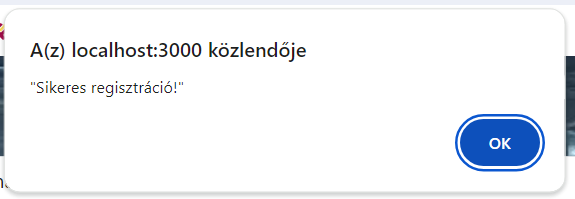 A(z) localhost:3000 közlendője
"Sikeres regisztráció!"
OK